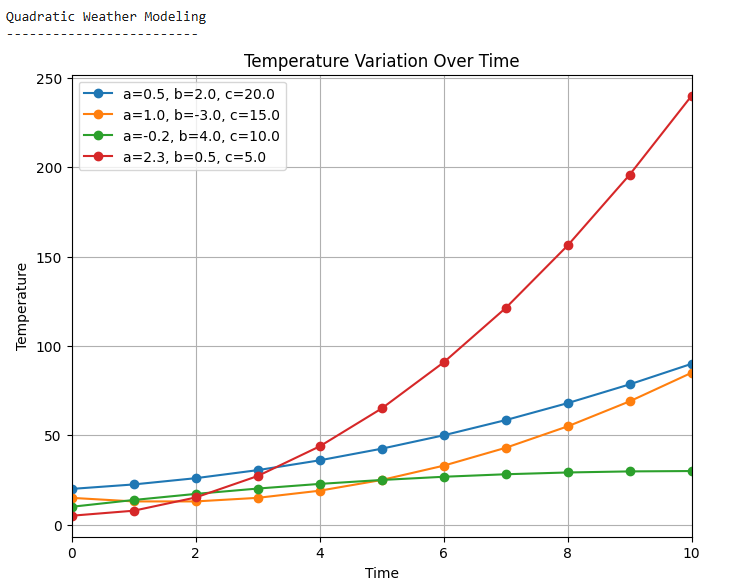 Quadratic Weather Modeling
-------------------------
Temperature Variation Over Time
250
200
150
100
50
0
Temperature
a=0.5, b=2.0, c=20.0
a=1.0, b=-3.0, c=15.0
a=-0.2, b=4.0, c=10.0
a=2.3, b=0.5, c=5.0
0 2 4 6 8 10
Time